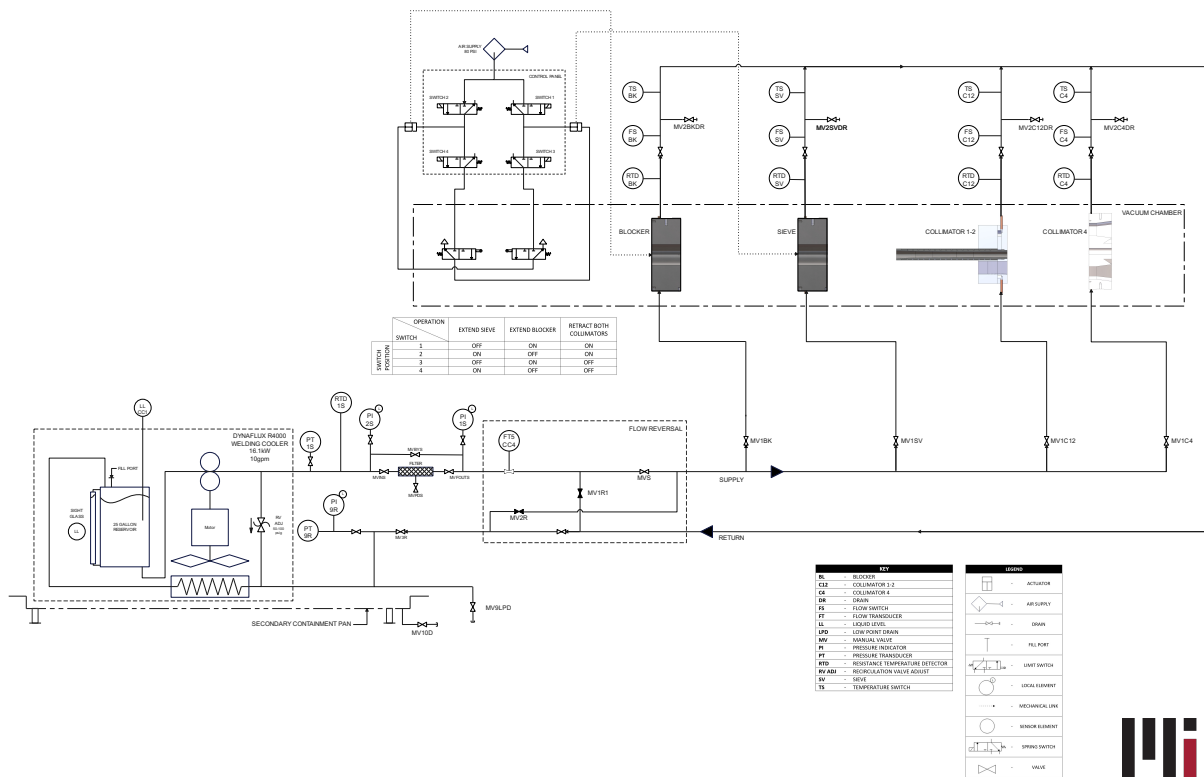 AIR SUPPLY
80 PSI
CONTROL PANEL
SWITCH 2
SWITCH 1
SWITCH 4
SWITCH 3
TS
BK
FS
BK
RTD
BK
MV2BKDR
TS
SV
FS
SV
RTD
SV
MV2SVDR
TS
C12
FS
C12
RTD
C12
MV2C12DR
TS
C4
FS
C4
RTD
C4
MV2C4DR
VACUUM CHAMBER
BLOCKER
SIEVE
COLLIMATOR 1-2
COLLIMATOR 4
OPERATION
SWITCH
EXTEND SIEVE
EXTEND BLOCKER
RETRACT BOTH
COLLIMATORS
SWITCH
POSITION
1 OFF ON ON
2 ON OFF ON
3 OFF ON OFF
4 ON OFF OFF
LL
CC1
DYNAFLUX R4000
WELDING COOLER
16.1kW
10gpm
FILL PORT
SIGHT
GLASS
LL
25 GALLON
RESERVOIR
Motor
RV
ADJ
PT
1S
RTD
1S
PI
2S
L
PI
1S
L
MVBYS
FILTER
MVINS
MVFOUTS
MVFDS
PI
9R
L
PT
9R
MV3R
FLOW REVERSAL
FT5
CC4
MVS
MV1R1
MV2R
SUPPLY
RETURN
MV1BK
MV1SV
MV1C12
MV1C4
MV9LPD
MV10D
SECONDARY CONTAINMENT PAN
KEY
BL - BLOCKER
C12 - COLLIMATOR 1-2
C4 - COLLIMATOR 4
DR - DRAIN
FS - FLOW SWITCH
FT - FLOW TRANSDUCER
LL - LIQUID LEVEL
LPD - LOW POINT DRAIN
MV - MANUAL VALVE
PI - PRESSURE INDICATOR
PT - PRESSURE TRANSDUCER
RTD - RESISTANCE TEMPERATURE DETECTOR
RV ADJ - RECIRCULATION VALVE ADJUST
SV - SIEVE
TS - TEMPERATURE SWITCH
LEGEND
- ACTUATOR
- AIR SUPPLY
- DRAIN
- FILL PORT
- LIMIT SWITCH
- LOCAL ELEMENT
- MECHANICAL LINK
- SENSOR ELEMENT
- SPRING SWITCH
- VALVE